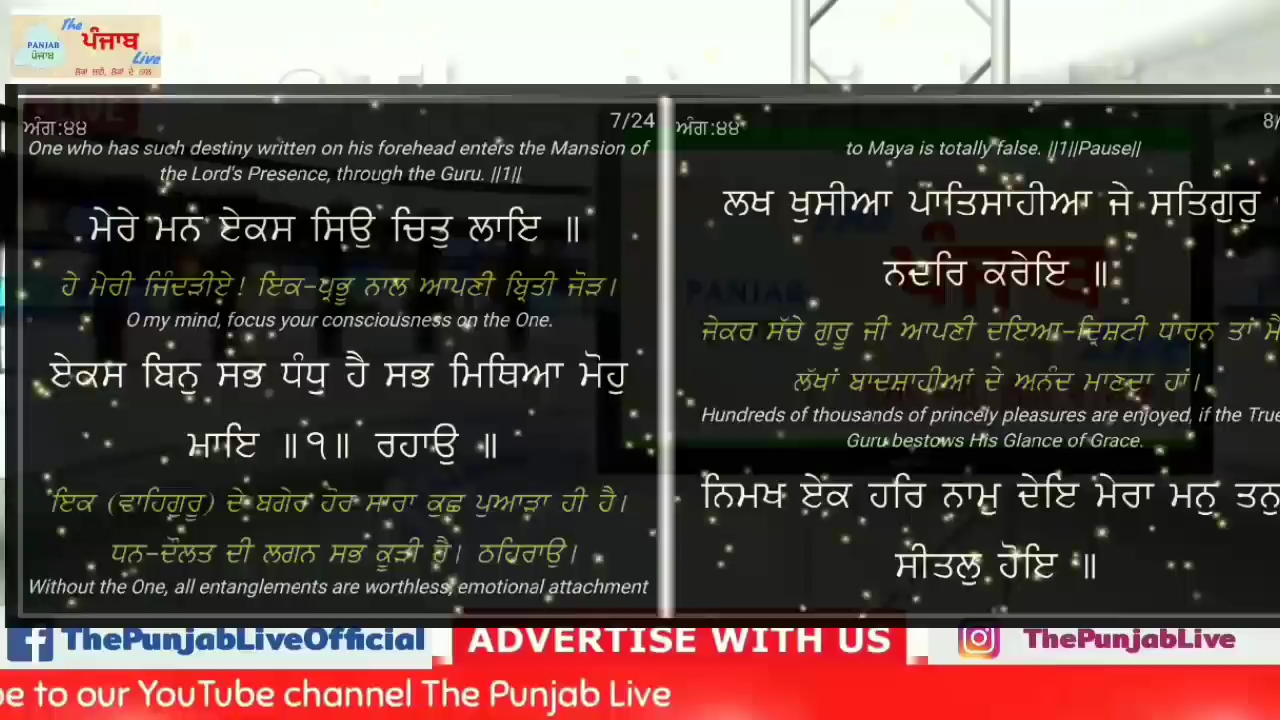 The
PANJAB
ਪੰਜਾਬ
ਪੰਜਾਬ
Live
ਲੋਕਾਂ ਲਈ, ਲੋਕਾਂ ਦੇ ਨਾਲ
ਅੰਗ:੪੪
7/24
One who has such destiny written on his forehead enters the Mansion of
the Lord's Presence, through the Guru. ||1||
ਮੇਰੇ ਮਨ ਏਕਸ ਸਿਉ ਚਿਤੁ ਲਾਇ ॥
ਹੇ ਮੇਰੀ ਜਿੰਦੜੀਏ! ਇਕ-ਪ੍ਰਭੂ ਨਾਲ ਆਪਣੀ ਬ੍ਰਿਤੀ ਜੋੜ।
O my mind, focus your consciousness on the One.
ਏਕਸ ਬਿਨੁ ਸਭ ਧੰਧੁ ਹੈ ਸਭ ਮਿਥਿਆ ਮੋਹੁ
ਮਾਇ ॥੧॥ ਰਹਾਉ ॥
ਇਕ (ਵਾਹਿਗੁਰੂ) ਦੇ ਬਗੇਰ ਹੋਰ ਸਾਰਾ ਕੁਛ ਪੁਆੜਾ ਹੀ ਹੈ।
ਧਨ-ਦੌਲਤ ਦੀ ਲਗਨ ਸਭ ਕੂੜੀ ਹੈ। ਠਹਿਰਾਉ।
Without the One, all entanglements are worthless, emotional attachment
ਅੰਗ:੪੪
8/
to Maya is totally false. ||1||Pause||
ਲਖ ਖੁਸੀਆ ਪਾਤਿਸਾਹੀਆ ਜੇ ਸਤਿਗੁਰੁ
ਨਦਰਿ ਕਰੇਇ ॥
ਜੇਕਰ ਸੱਚੇ ਗੁਰੂ ਜੀ ਆਪਣੀ ਦਇਆ-ਦ੍ਰਿਸ਼ਟੀ ਧਾਰਨ ਤਾਂ ਮੈ
ਲੱਖਾਂ ਬਾਦਸ਼ਾਹੀਆਂ ਦੇ ਅਨੰਦ ਮਾਣਦਾ ਹਾਂ।
Hundreds of thousands of princely pleasures are enjoyed, if the True
Guru bestows His Glance of Grace.
ਨਿਮਖ ਏਕ ਹਰਿ ਨਾਮੁ ਦੇਇ ਮੇਰਾ ਮਨੁ ਤਨੁ
ਸੀਤਲੁ ਹੋਇ ॥
ThePunjabLiveOfficial
ADVERTISE WITH US
ThePunjabLive
be to our YouTube channel The Punjab Live